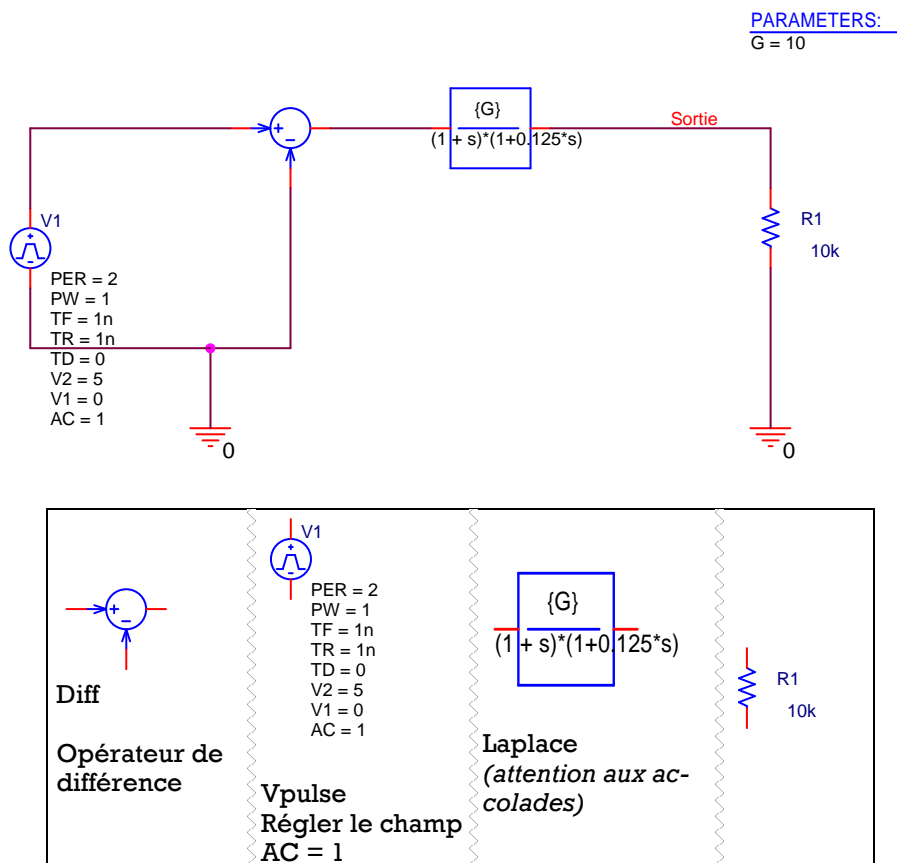 PARAMETERS:
G = 10
{G}
(1 + s)*(1+0.125*s)
Sortie
+
−
V1
+
-
R1
10k
PER = 2
PW = 1
TF = 1n
TR = 1n
TD = 0
V2 = 5
V1 = 0
AC = 1
0
0
+
−
Diff
Opérateur de
différence
V1
+
-
PER = 2
PW = 1
TF = 1n
TR = 1n
TD = 0
V2 = 5
V1 = 0
AC = 1
Vpulse
Régler le champ
AC = 1
{G}
(1 + s)*(1+0.125*s)
Laplace
(attention aux ac-
colades)
R1
10k